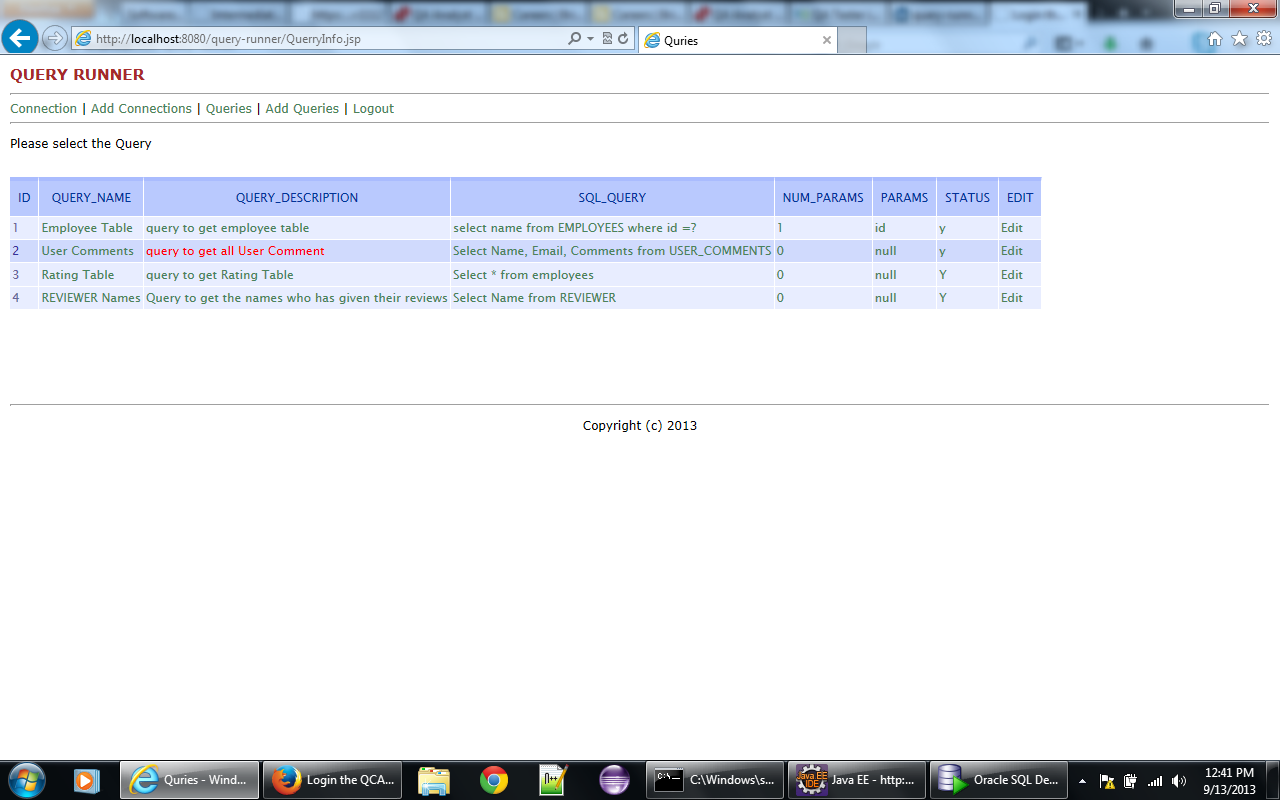 http://localhost:8080/query-runner/QuerryInfo.jsp
Quries
QUERY RUNNER
Connection | Add Connections | Queries | Add Queries | Logout
Please select the Query
ID QUERY_NAME QUERY_DESCRIPTION SQL_QUERY NUM_PARAMS PARAMS STATUS EDIT
1 Employee Table query to get employee table select name from EMPLOYEES where id =? 1 id y Edit
2 User Comments query to get all User Comment Select Name, Email, Comments from USER_COMMENTS 0 null y Edit
3 Rating Table query to get Rating Table Select * from employees 0 null Y Edit
4 REVIEWER Names Query to get the names who has given their reviews Select Name from REVIEWER 0 null Y Edit
Copyright (c) 2013
Quries - Wind... Login the QCA... C:\Windows\s... Java EE - http:... Oracle SQL De...
12:41 PM
9/13/2013